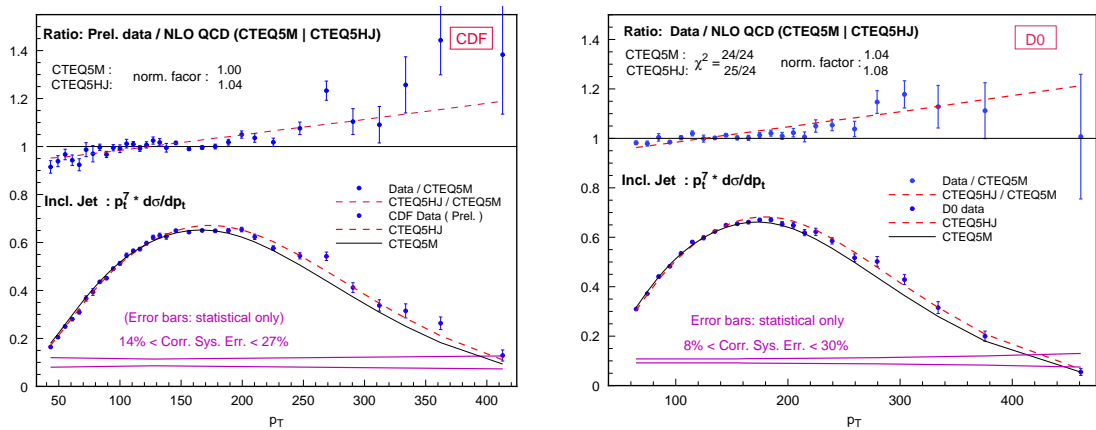 Ratio: Prel. data / NLO QCD (CTEQ5M | CTEQ5HJ)
CDF
CTEQ5M :
CTEQ5HJ:
norm. factor :
1.00
1.04
1.4
1.2
1
0.8
0.6
0.4
0.2
0
Incl. Jet : p_t^7 * dσ/dp_t
Data / CTEQ5M
CTEQ5HJ / CTEQ5M
CDF Data ( Prel. )
CTEQ5HJ
CTEQ5M
(Error bars: statistical only)
14% < Corr. Sys. Err. < 27%
50 100 150 200 250 300 350 400
p_T
Ratio: Data / NLO QCD (CTEQ5M | CTEQ5HJ)
D0
CTEQ5M:
CTEQ5HJ:
χ² =
24/24
25/24
norm. factor :
1.04
1.08
1.4
1.2
1
0.8
0.6
0.4
0.2
0
Incl. Jet : p_t^7 * dσ/dp_t
Data / CTEQ5M
CTEQ5HJ / CTEQ5M
D0 data
CTEQ5HJ
CTEQ5M
Error bars: statistical only
8% < Corr. Sys. Err. < 30%
100 200 300 400
p_T